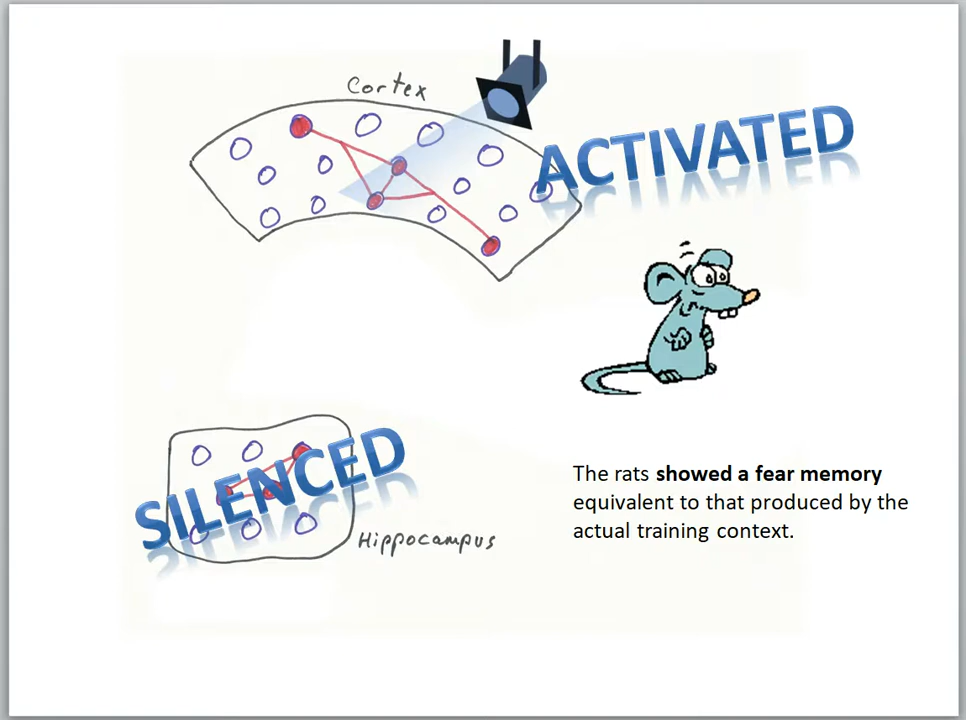 Cortex
ACTIVATED
SILENCED
Hippocampus
The rats showed a fear memory
equivalent to that produced by the
actual training context.